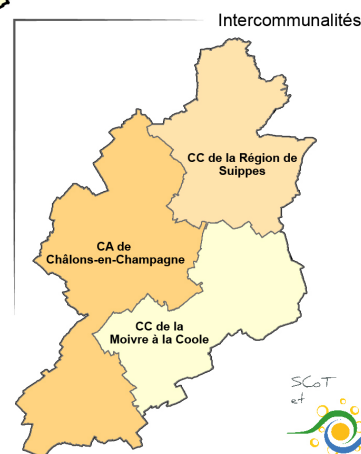 Intercommunalités
CC de la Région de
Suippes
CA de
Châlons-en-Champagne
CC de la
Moivre à la Coole
SCoT
et